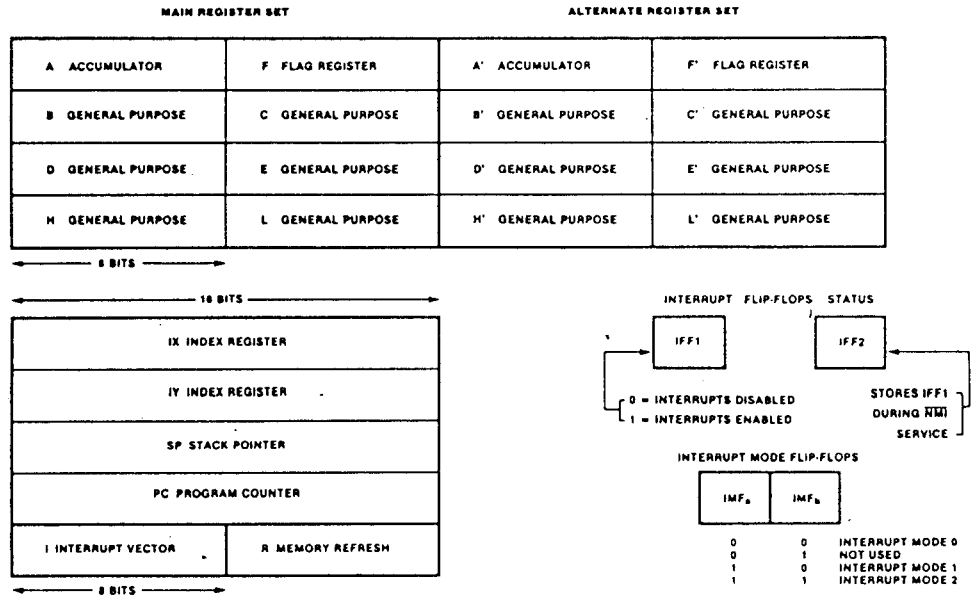 MAIN REGISTER SET
ALTERNATE REGISTER SET
A ACCUMULATOR
F FLAG REGISTER
A' ACCUMULATOR
F' FLAG REGISTER
B GENERAL PURPOSE
C GENERAL PURPOSE
B' GENERAL PURPOSE
C' GENERAL PURPOSE
D GENERAL PURPOSE
E GENERAL PURPOSE
D' GENERAL PURPOSE
E' GENERAL PURPOSE
H GENERAL PURPOSE
L GENERAL PURPOSE
H' GENERAL PURPOSE
L' GENERAL PURPOSE
8 BITS
16 BITS
IX INDEX REGISTER
IY INDEX REGISTER
SP STACK POINTER
PC PROGRAM COUNTER
I INTERRUPT VECTOR
R MEMORY REFRESH
8 BITS
INTERRUPT FLIP-FLOPS STATUS
IFF1
IFF2
0 = INTERRUPTS DISABLED
1 = INTERRUPTS ENABLED
STORES IFF1
DURING N̅M̅I̅
SERVICE
INTERRUPT MODE FLIP-FLOPS
IMFa
IMFb
0 0 INTERRUPT MODE 0
0 1 NOT USED
1 0 INTERRUPT MODE 1
1 1 INTERRUPT MODE 2